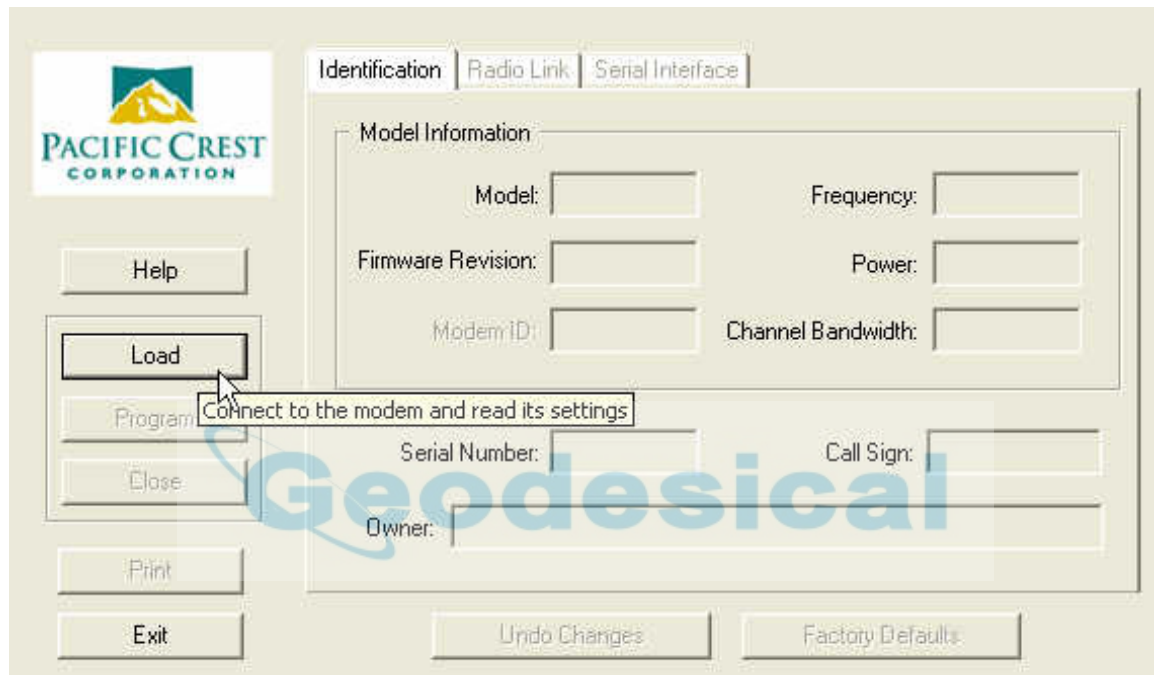 PACIFIC CREST
CORPORATION
Identification
Radio Link
Serial Interface
Model Information
Model:
Frequency:
Firmware Revision:
Power:
Modem ID:
Channel Bandwidth:
Help
Load
Connect to the modem and read its settings
Program
Close
Serial Number:
Call Sign:
Owner:
Geodesical
Print
Exit
Undo Changes
Factory Defaults